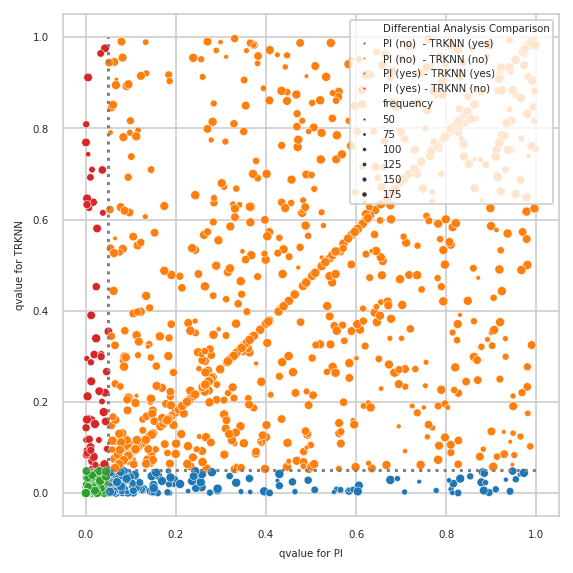 Differential Analysis Comparison
PI (no) - TRKNN (yes)
PI (no) - TRKNN (no)
PI (yes) - TRKNN (yes)
PI (yes) - TRKNN (no)
frequency
50
75
100
125
150
175
qvalue for TRKNN
1.0
0.8
0.6
0.4
0.2
0.0
0.0 0.2 0.4 0.6 0.8 1.0
qvalue for PI